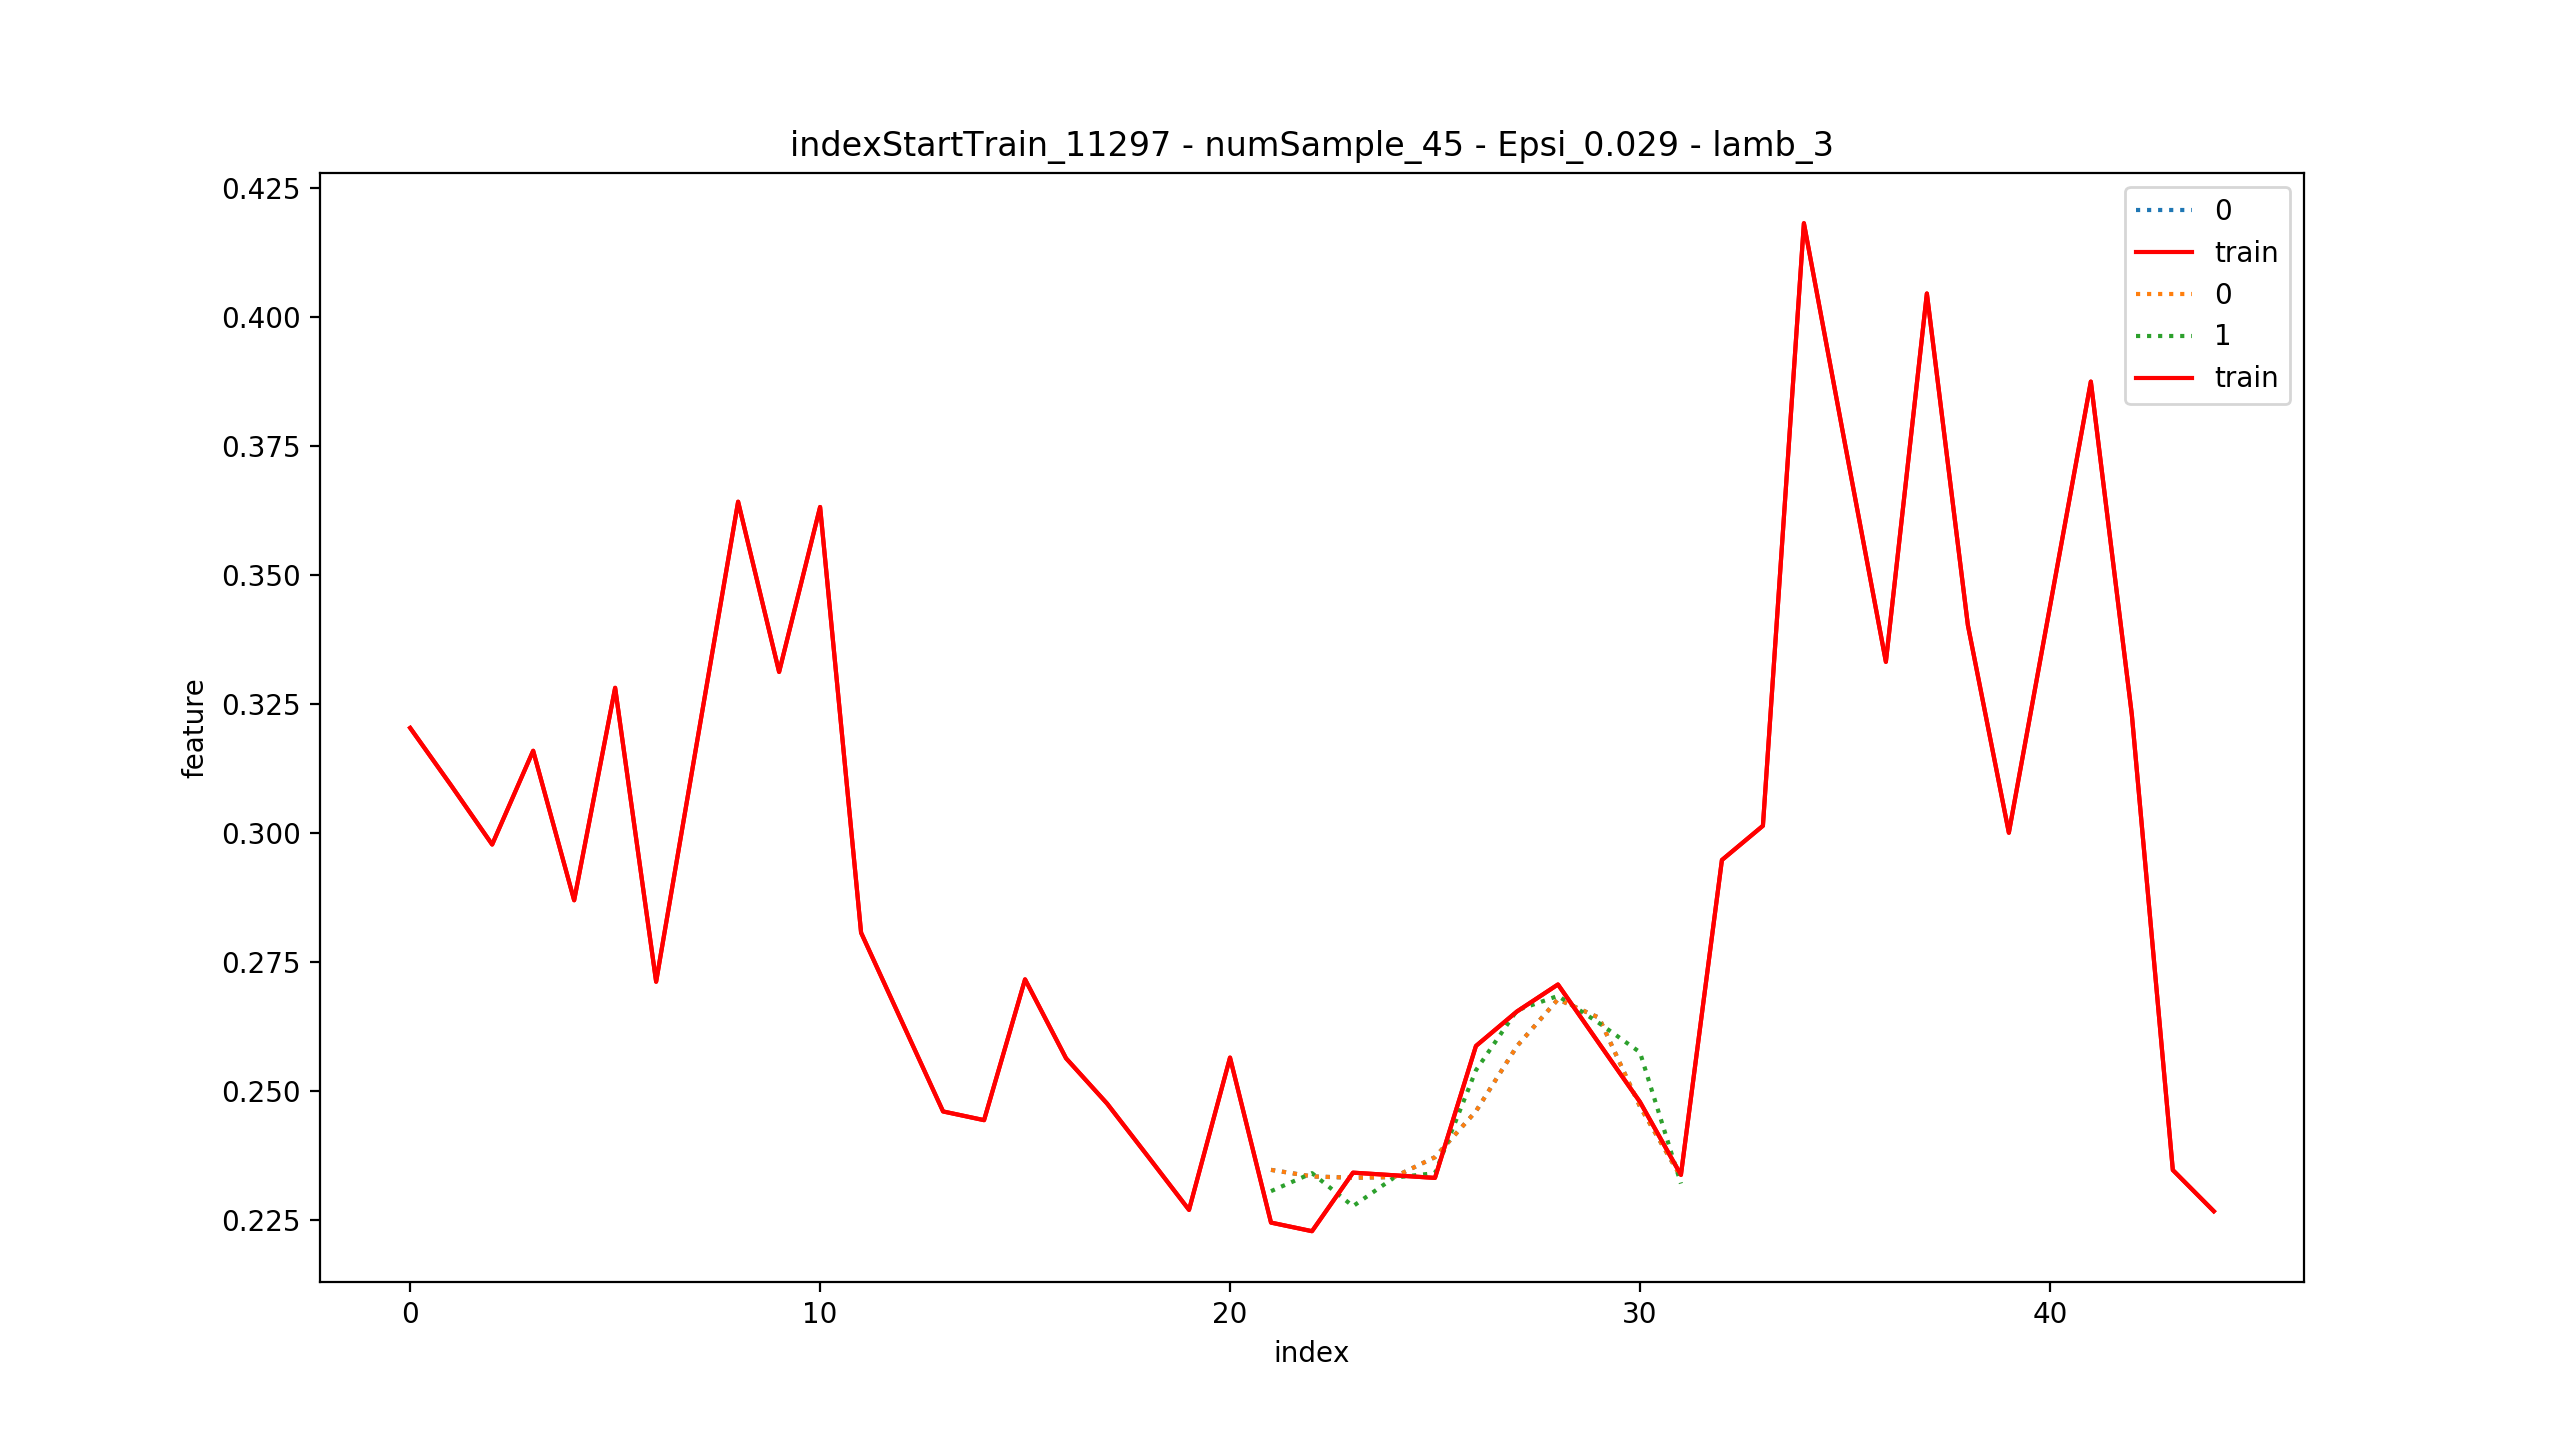 indexStartTrain_11297 - numSample_45 - Epsi_0.029 - lamb_3
0.425
0.400
0.375
0.350
0.325
0.300
0.275
0.250
0.225
feature
0
train
0
1
train
0 10 20 30 40
index